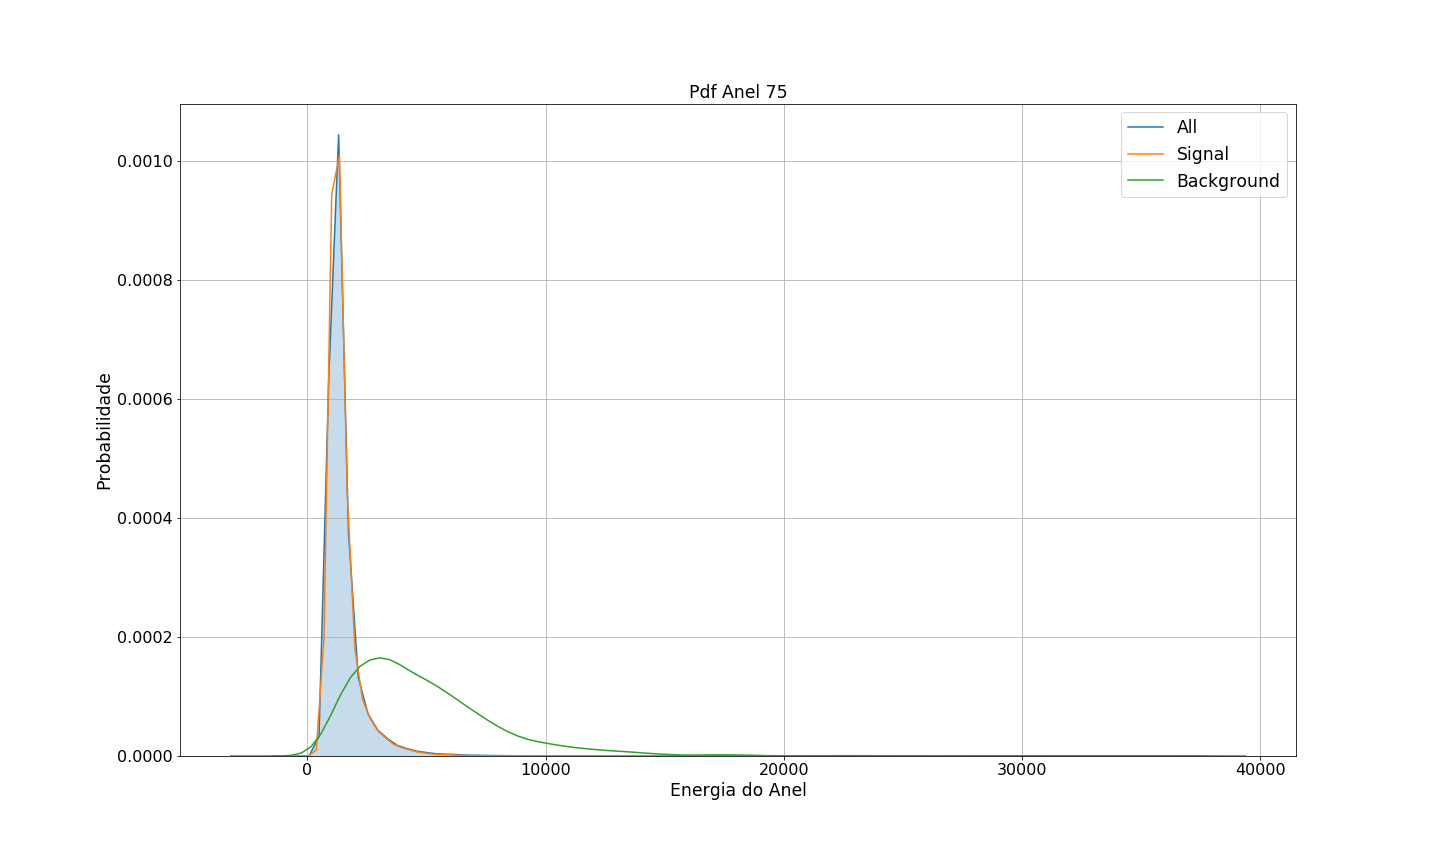 Pdf Anel 75
All
Signal
Background
0.0010
0.0008
0.0006
0.0004
0.0002
0.0000
Probabilidade
0 10000 20000 30000 40000
Energia do Anel